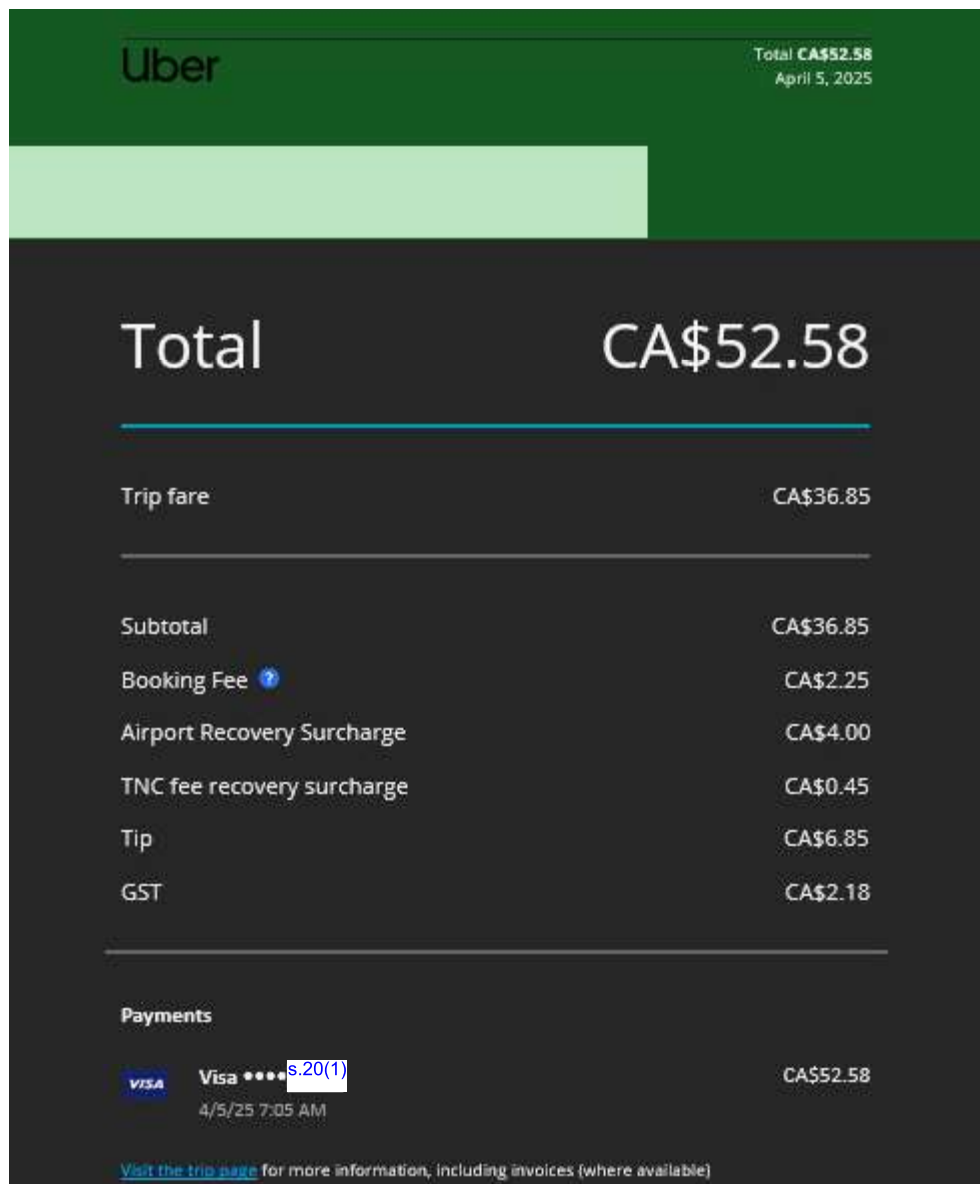 Uber
Total CA$52.58
April 5, 2025
Total CA$52.58
Trip fare CA$36.85
Subtotal CA$36.85
Booking Fee ? CA$2.25
Airport Recovery Surcharge CA$4.00
TNC fee recovery surcharge CA$0.45
Tip CA$6.85
GST CA$2.18
Payments
VISA Visa •••• s.20(1) CA$52.58
4/5/25 7:05 AM
Visit the trip page for more information, including invoices (where available)